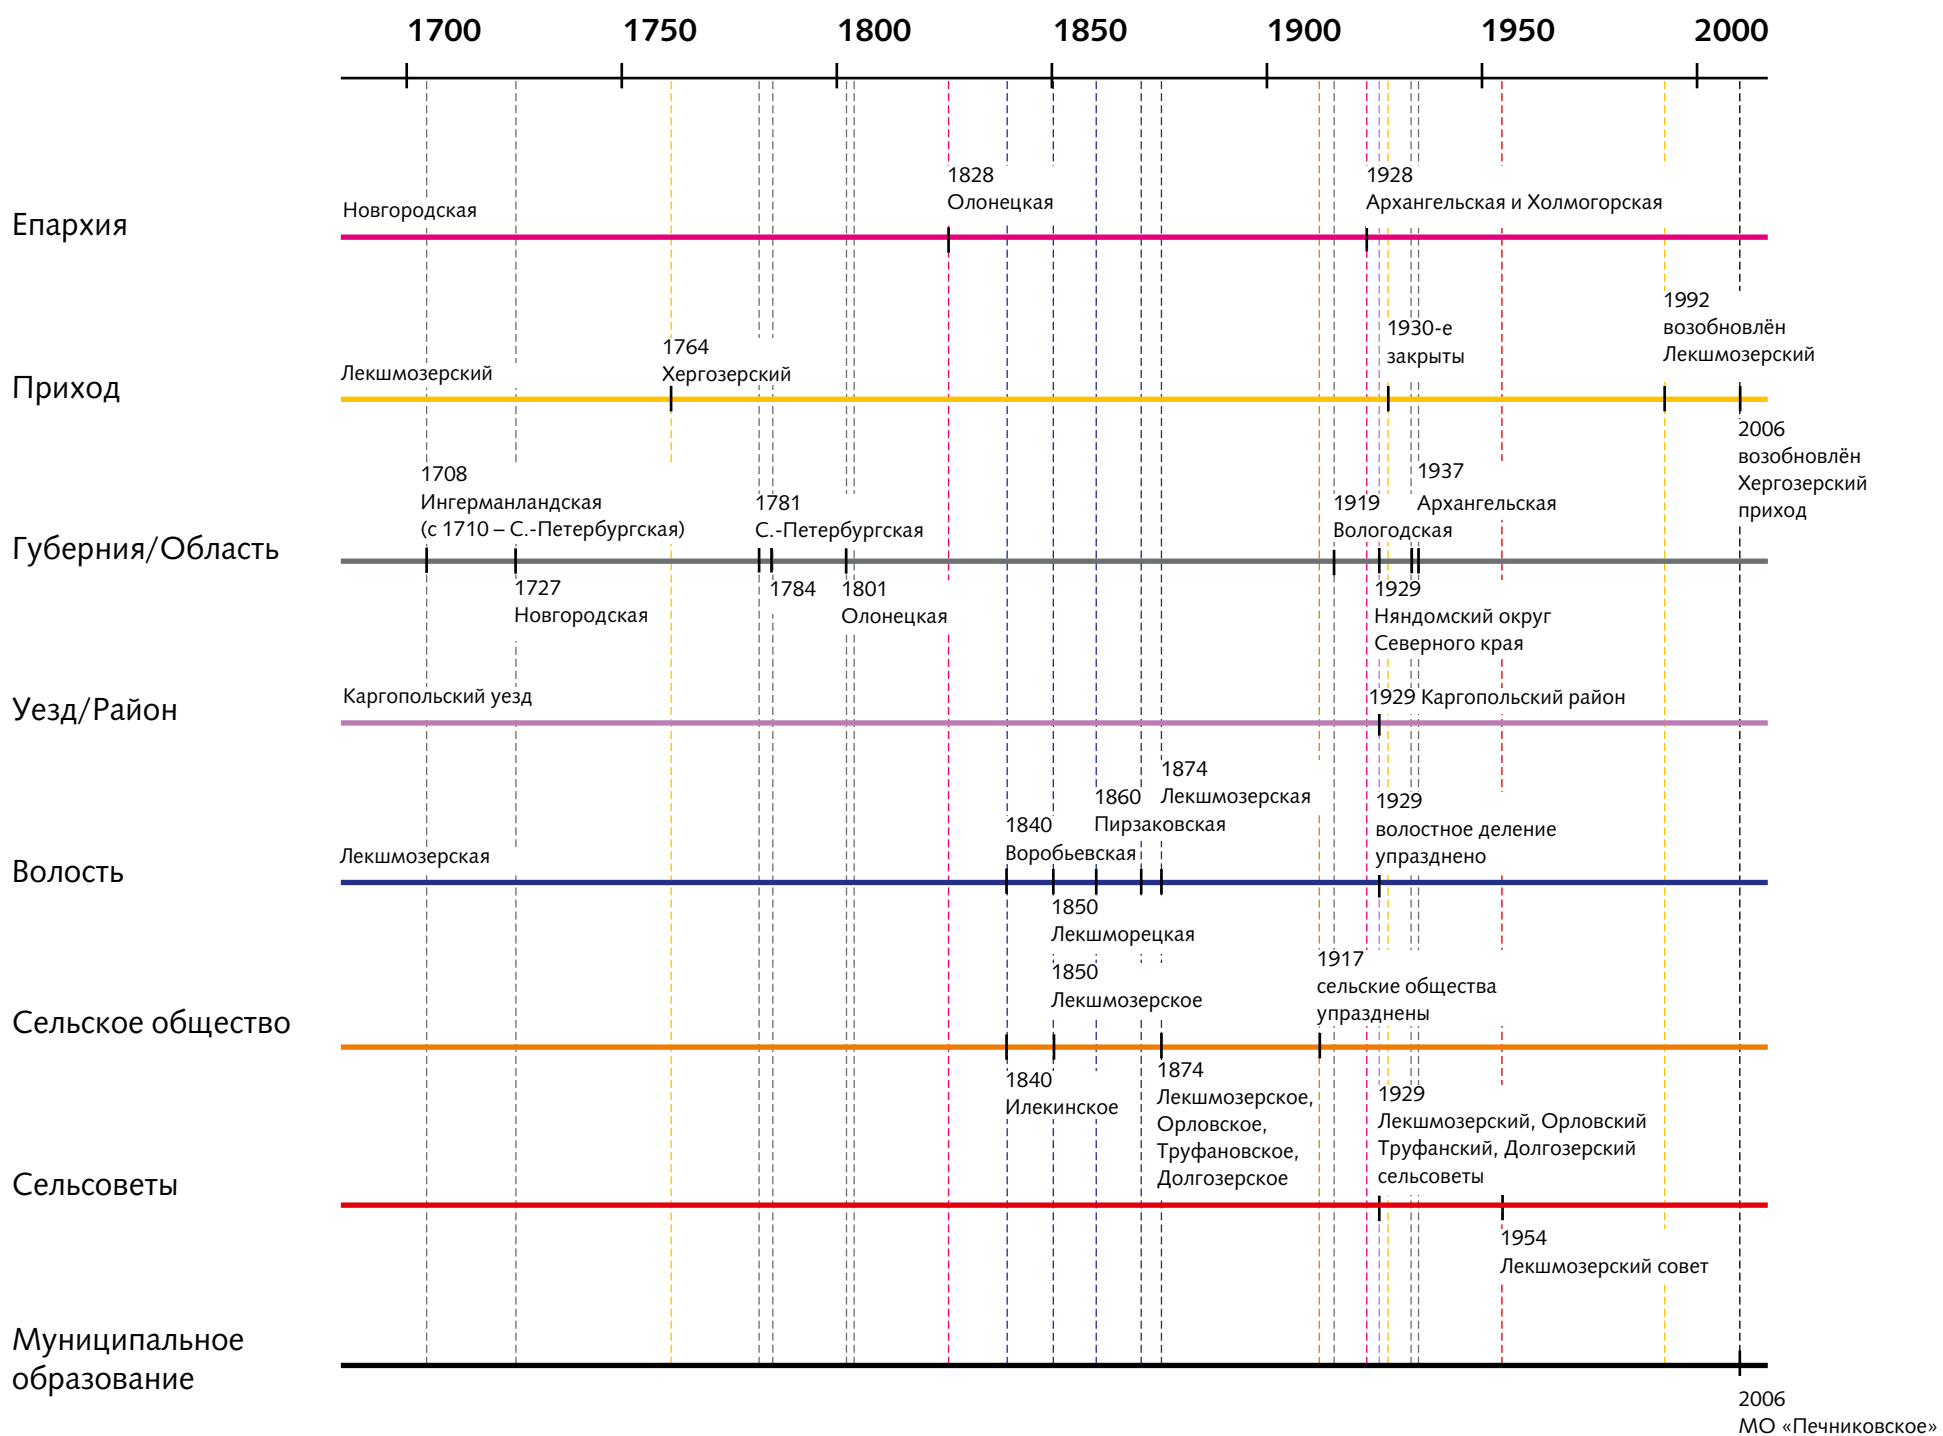 1700 1750 1800 1850 1900 1950 2000
Епархия
Новгородская
1828
Олонецкая
1928
Архангельская и Холмогорская
Приход
Лекшмозерский
1764
Хергозерский
1930-е
закрыты
1992
возобновлён
Лекшмозерский
2006
возобновлён
Хергозерский
приход
Губерния/Область
1708
Ингерманландская
(с 1710 – С.-Петербургская)
1727
Новгородская
1781
С.-Петербургская
1784
1801
Олонецкая
1919
Вологодская
1929
Няндомский округ
Северного края
1937
Архангельская
Уезд/Район
Каргопольский уезд
1929 Каргопольский район
Волость
Лекшмозерская
1840
Воробьевская
1850
Лекшморецкая
1860
Пирзаковская
1874
Лекшмозерская
1929
волостное деление
упразднено
Сельское общество
1840
Илекинское
1850
Лекшмозерское
1874
Лекшмозерское,
Орловское,
Труфановское,
Долгозерское
1917
сельские общества
упразднены
Сельсоветы
1929
Лекшмозерский, Орловский
Труфанский, Долгозерский
сельсоветы
1954
Лекшмозерский совет
Муниципальное
образование
2006
МО «Печниковское»